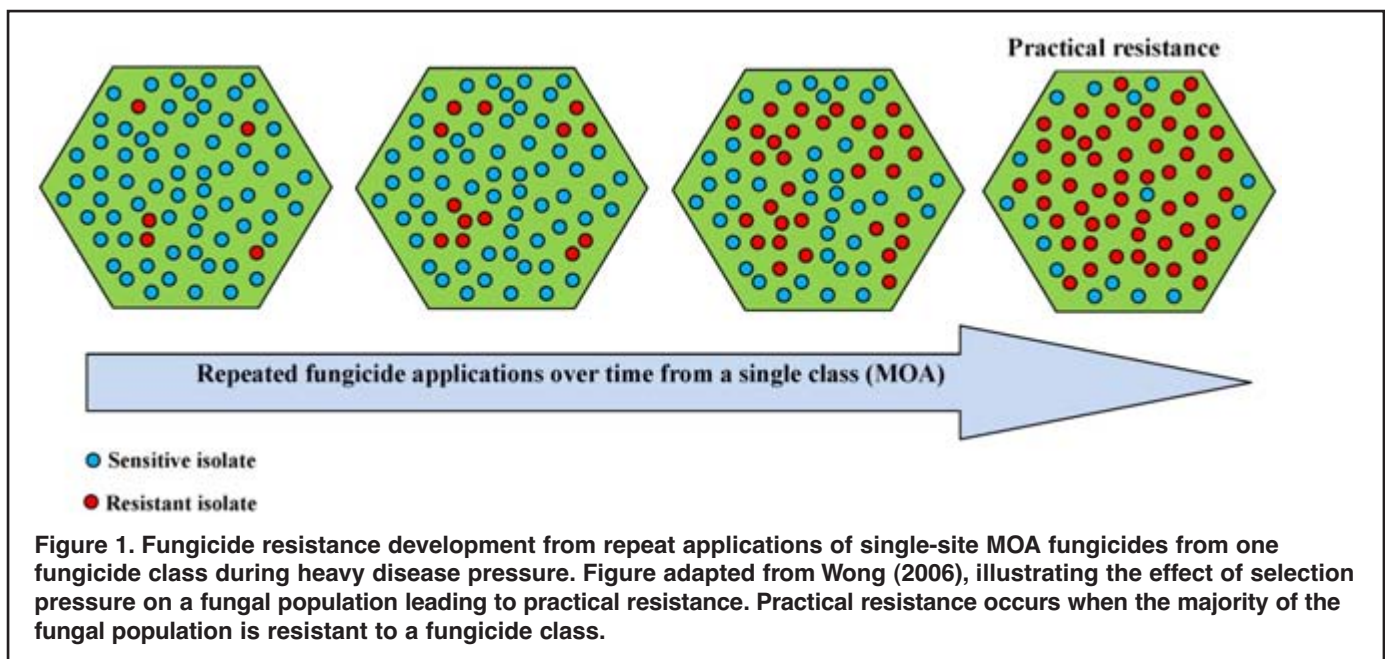 Practical resistance
Repeated fungicide applications over time from a single class (MOA)
Sensitive isolate
Resistant isolate
Figure 1. Fungicide resistance development from repeat applications of single-site MOA fungicides from one
fungicide class during heavy disease pressure. Figure adapted from Wong (2006), illustrating the effect of selection
pressure on a fungal population leading to practical resistance. Practical resistance occurs when the majority of the
fungal population is resistant to a fungicide class.